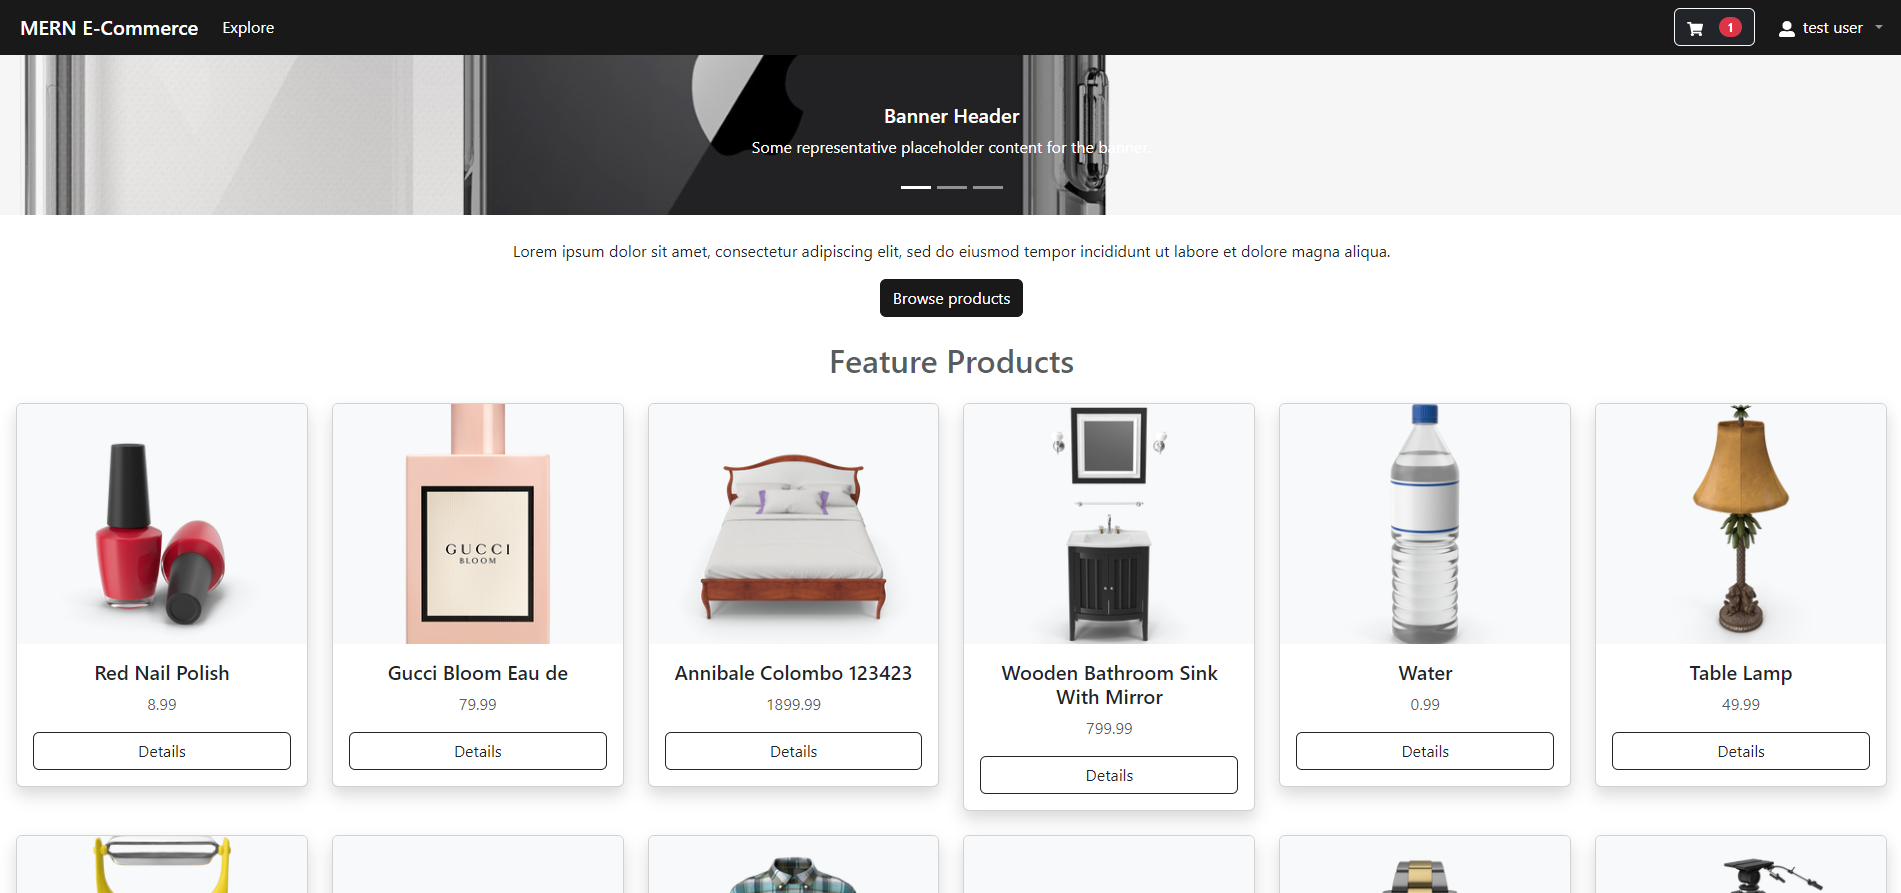 MERN E-Commerce
Explore
1
test user
Banner Header
Some representative placeholder content for the banner.
Lorem ipsum dolor sit amet, consectetur adipiscing elit, sed do eiusmod tempor incididunt ut labore et dolore magna aliqua.
Browse products
Feature Products
GUCCI
BLOOM
Red Nail Polish
8.99
Details
Gucci Bloom Eau de
79.99
Details
Annibale Colombo 123423
1899.99
Details
Wooden Bathroom Sink
With Mirror
799.99
Details
Water
0.99
Details
Table Lamp
49.99
Details